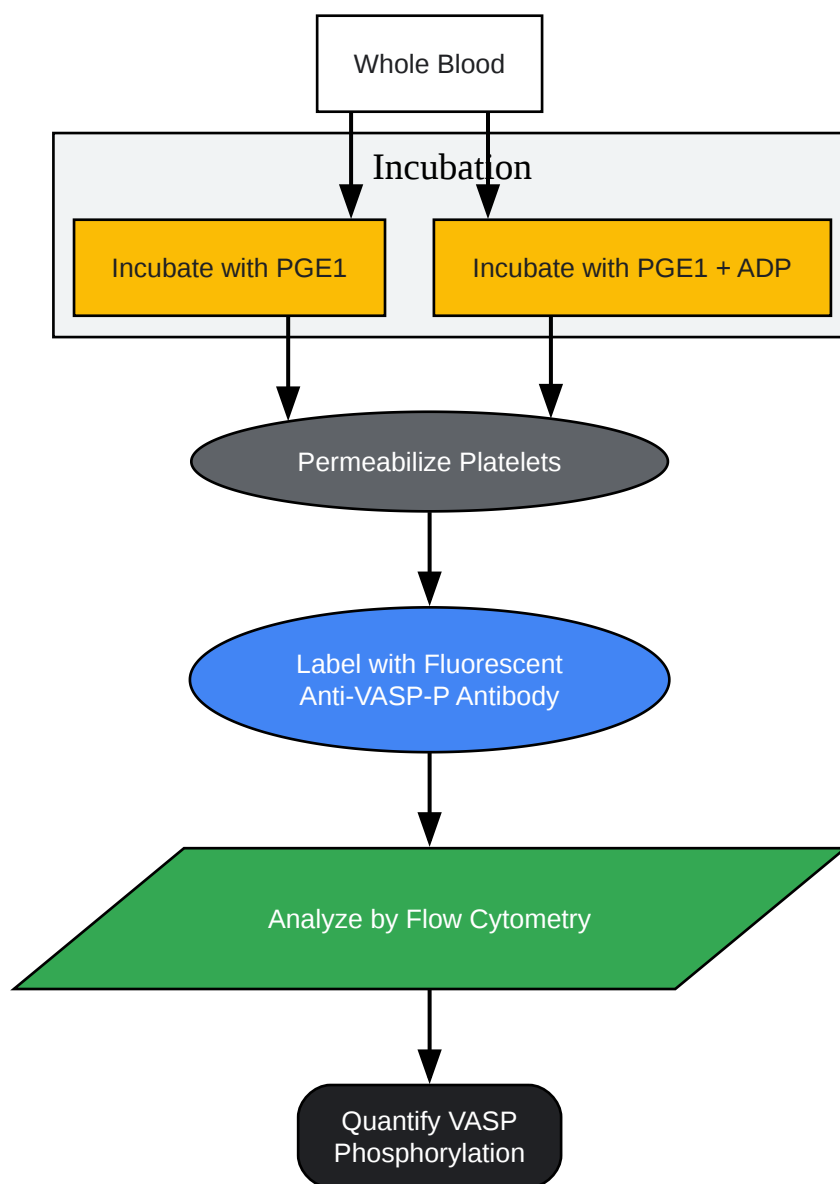 Whole Blood
Incubation
Incubate with PGE1
Incubate with PGE1 + ADP
Permeabilize Platelets
Label with Fluorescent
Anti-VASP-P Antibody
Analyze by Flow Cytometry
Quantify VASP
Phosphorylation